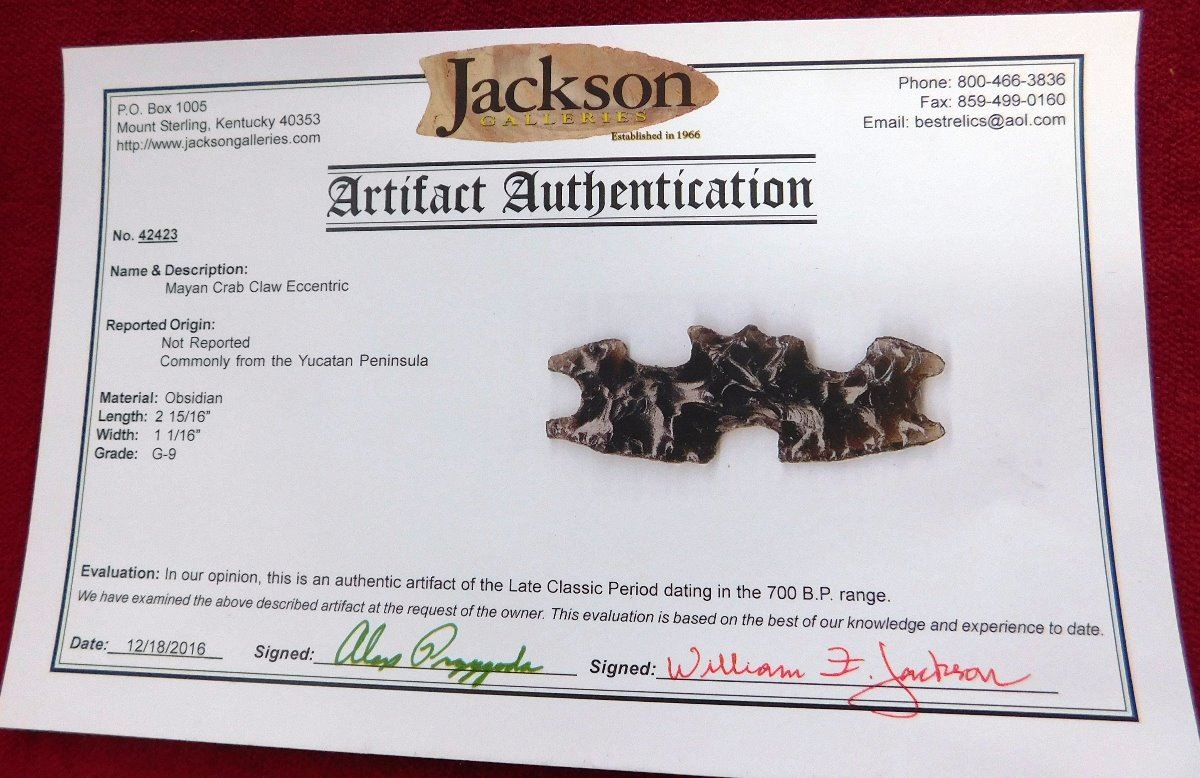 Jackson
GALLERIES
Established in 1966
P.O. Box 1005
Mount Sterling, Kentucky 40353
http://www.jacksongalleries.com
Phone: 800-466-3836
Fax: 859-499-0160
Email: bestrelics@aol.com
Artifact Authentication
No. 42423
Name & Description:
Mayan Crab Claw Eccentric
Reported Origin:
Not Reported
Commonly from the Yucatan Peninsula
Material: Obsidian
Length: 2 15/16"
Width: 1 1/16"
Grade: G-9
Evaluation: In our opinion, this is an authentic artifact of the Late Classic Period dating in the 700 B.P. range.
We have examined the above described artifact at the request of the owner. This evaluation is based on the best of our knowledge and experience to date.
Date: 12/18/2016 Signed: Alex Przygoda Signed: William F. Jackson